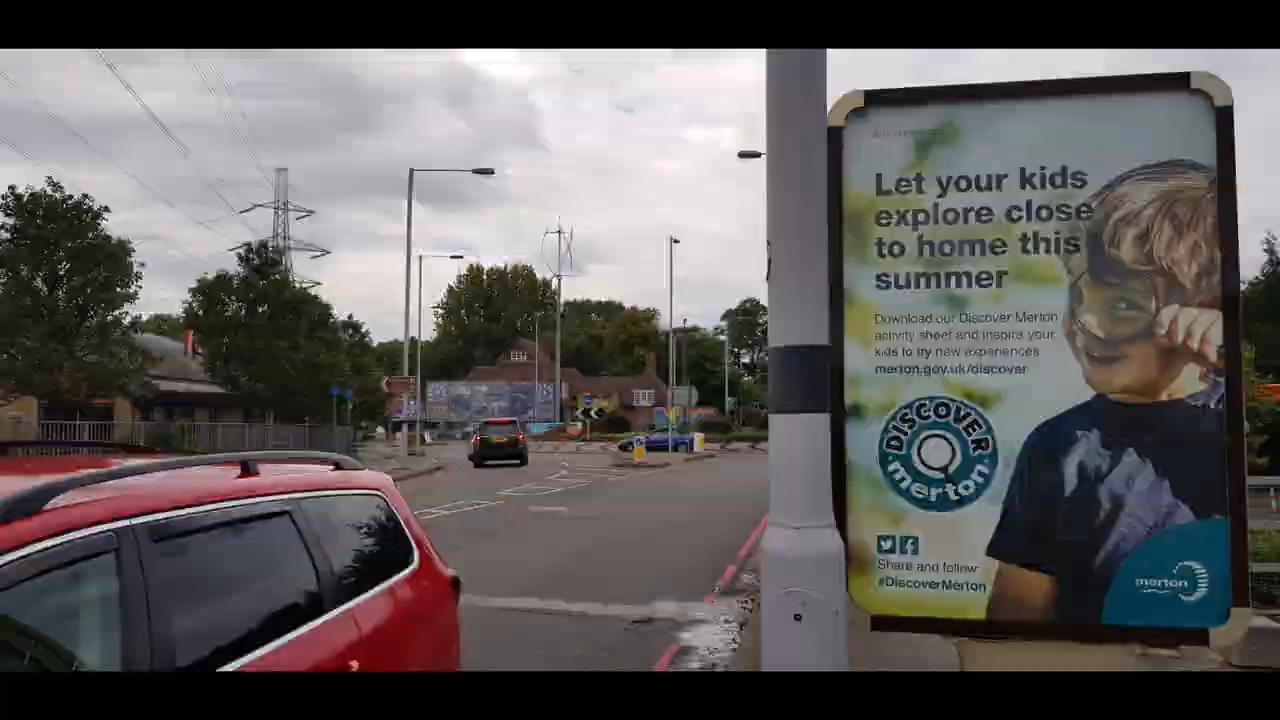 Let your kids
explore close
to home this
summer
Download our Discover Merton
activity sheet and inspire your
kids to try new experiences
merton.gov.uk/discover
DISCOVER
merton
Share and follow
#DiscoverMerton
merton